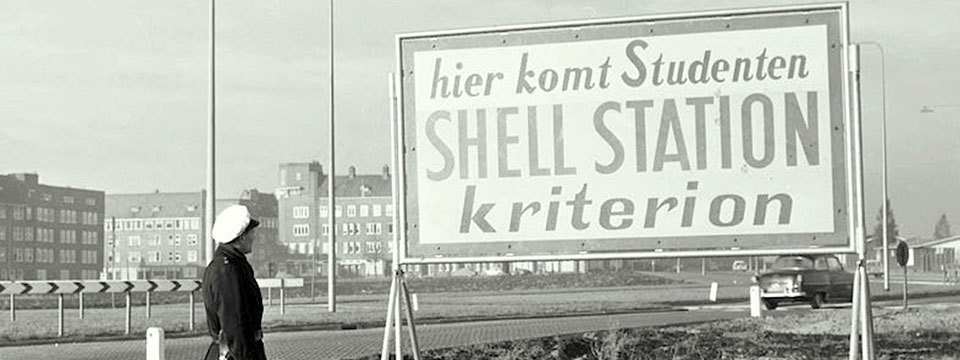 hier komt Studenten
SHELL STATION
kriterion